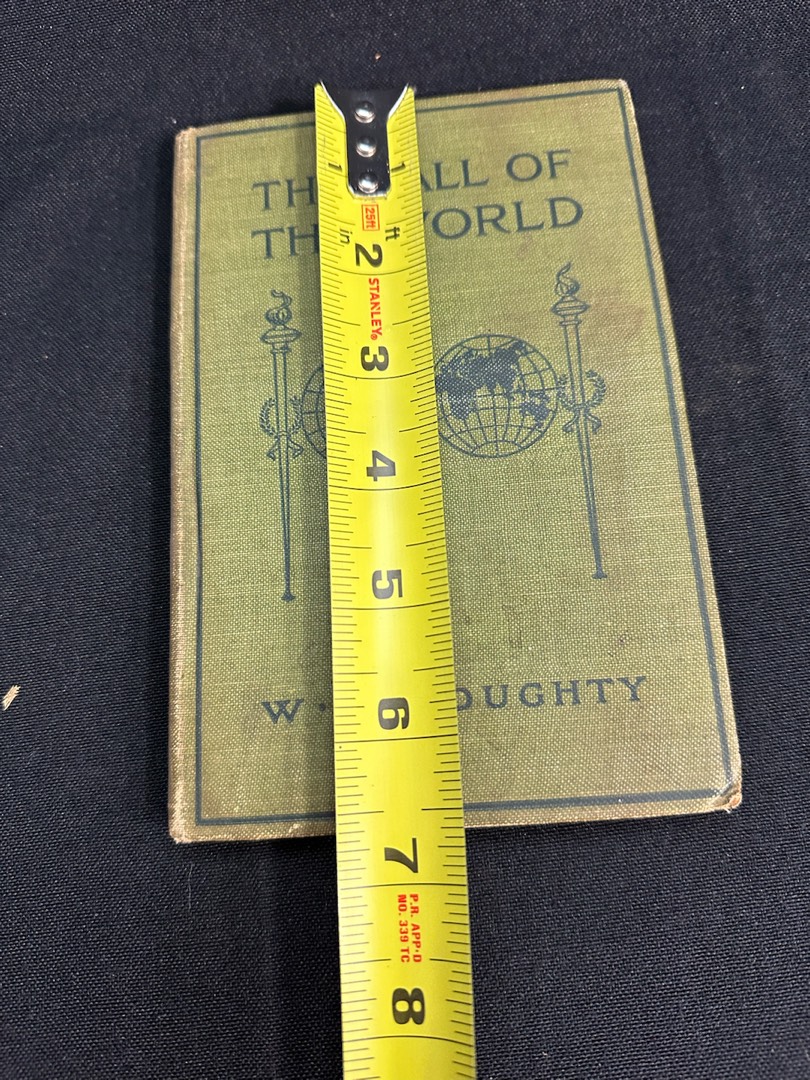 TH ALL OF
TH WORLD
W. OUGHTY
1 1
25ft
in ft
2
STANLEY®
3
4
5
6
7
P.R. APP·D
NO. 339 TC
8